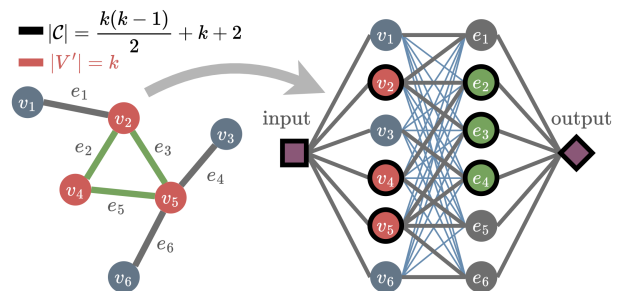 |𝒞| = k(k−1)/2 + k + 2
|V′| = k
v₁
e₁
v₂
e₂
e₃
v₃
e₄
v₄
e₅
v₅
e₆
v₆
input
output
v₁
v₂
v₃
v₄
v₅
v₆
e₁
e₂
e₃
e₄
e₅
e₆